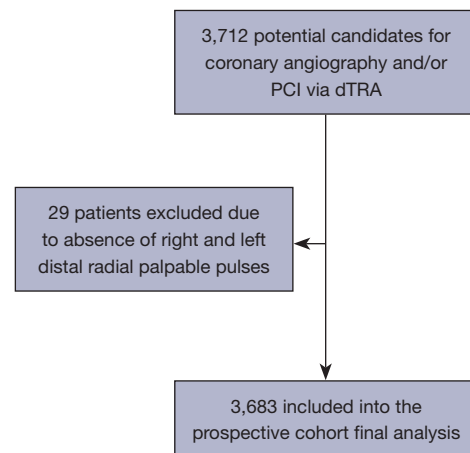 3,712 potential candidates for
coronary angiography and/or
PCI via dTRA
29 patients excluded due
to absence of right and left
distal radial palpable pulses
3,683 included into the
prospective cohort final analysis